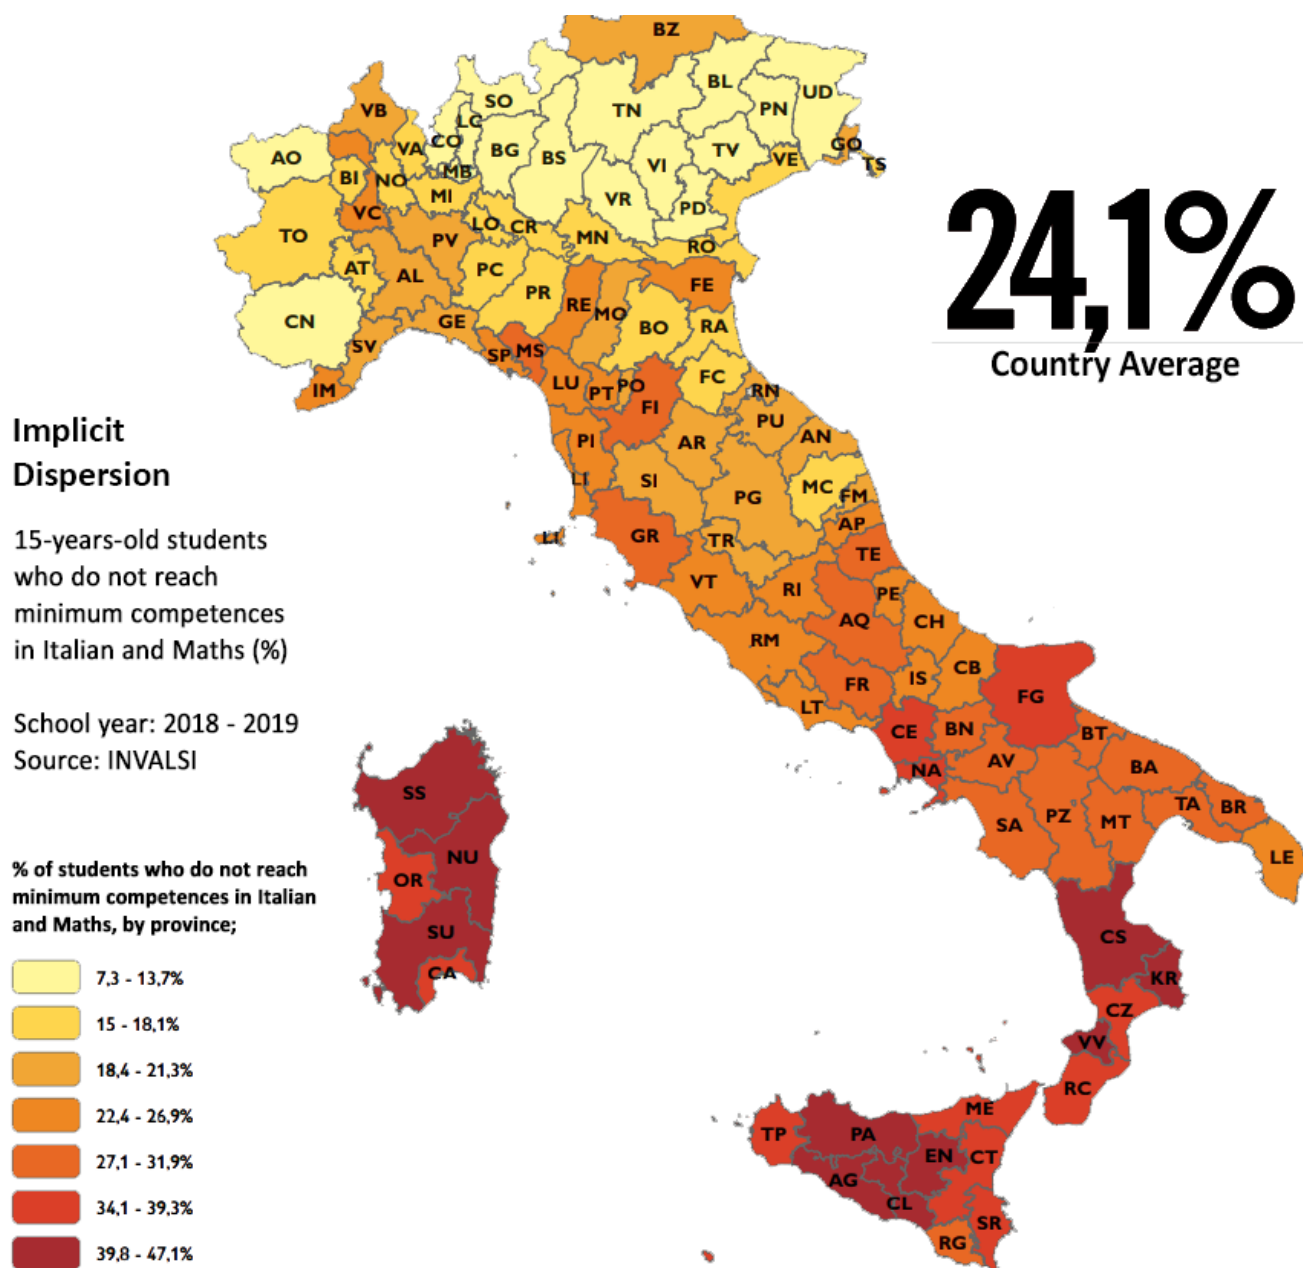 BZ
BL
UD
SO
TN
PN
VB
LC
CO
VA
BG
BS
VI
TV
GO
AO
VE
TS
MB
BI
NO
MI
VR
PD
VC
LO
CR
TO
PV
MN
RO
AT
AL
PC
FE
PR
RE
MO
CN
GE
BO
RA
SV
SP
MS
IM
LU
PT
PO
FC
RN
FI
PU
AR
AN
PI
LI
SI
PG
MC
FM
GR
TR
AP
LI
TE
VT
RI
PE
AQ
CH
RM
CB
IS
FR
LT
FG
CE
BN
BT
NA
AV
BA
SA
PZ
MT
TA
BR
LE
CS
KR
CZ
VV
RC
ME
TP
PA
EN
CT
AG
CL
SR
RG
SS
NU
OR
SU
CA
24,1%
Country Average
Implicit
Dispersion
15-years-old students
who do not reach
minimum competences
in Italian and Maths (%)
School year: 2018 - 2019
Source: INVALSI
% of students who do not reach
minimum competences in Italian
and Maths, by province;
7,3 - 13,7%
15 - 18,1%
18,4 - 21,3%
22,4 - 26,9%
27,1 - 31,9%
34,1 - 39,3%
39,8 - 47,1%